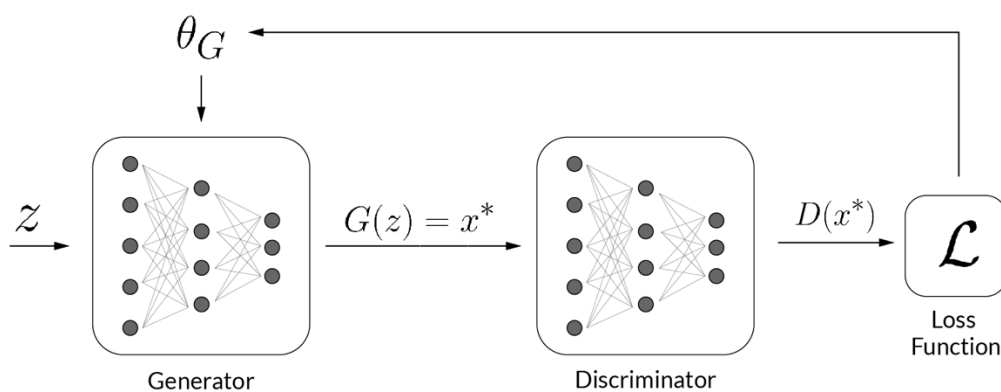 θ_G
z
G(z) = x*
D(x*)
ℒ
Generator
Discriminator
Loss
Function